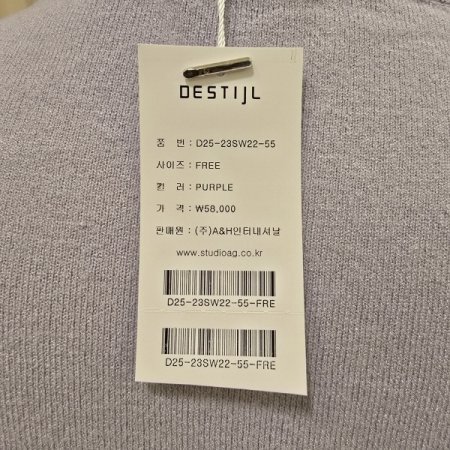 DESTIJL
품 번 : D25-23SW22-55
사이즈 : FREE
컬 러 : PURPLE
가 격 : ₩58,000
판매원 : (주)A&H인터내셔날
www.studioag.co.kr
D25-23SW22-55-FRE
D25-23SW22-55-FRE